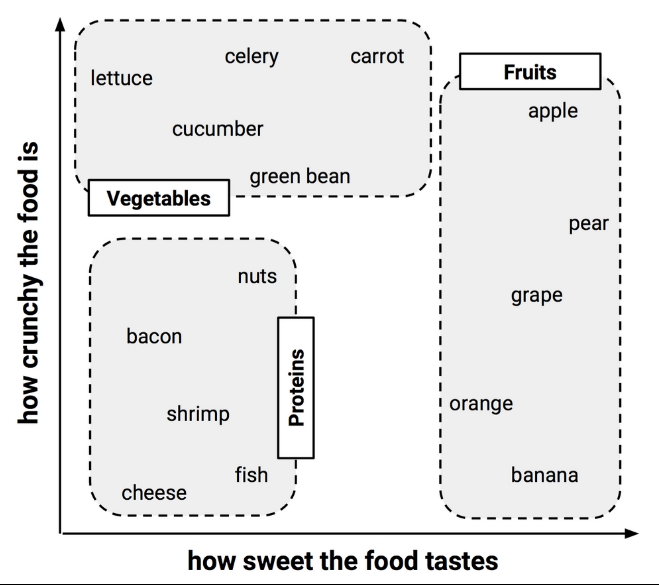 celery
carrot
lettuce
cucumber
green bean
Vegetables
Fruits
apple
pear
grape
orange
banana
nuts
bacon
shrimp
fish
cheese
Proteins
how crunchy the food is
how sweet the food tastes